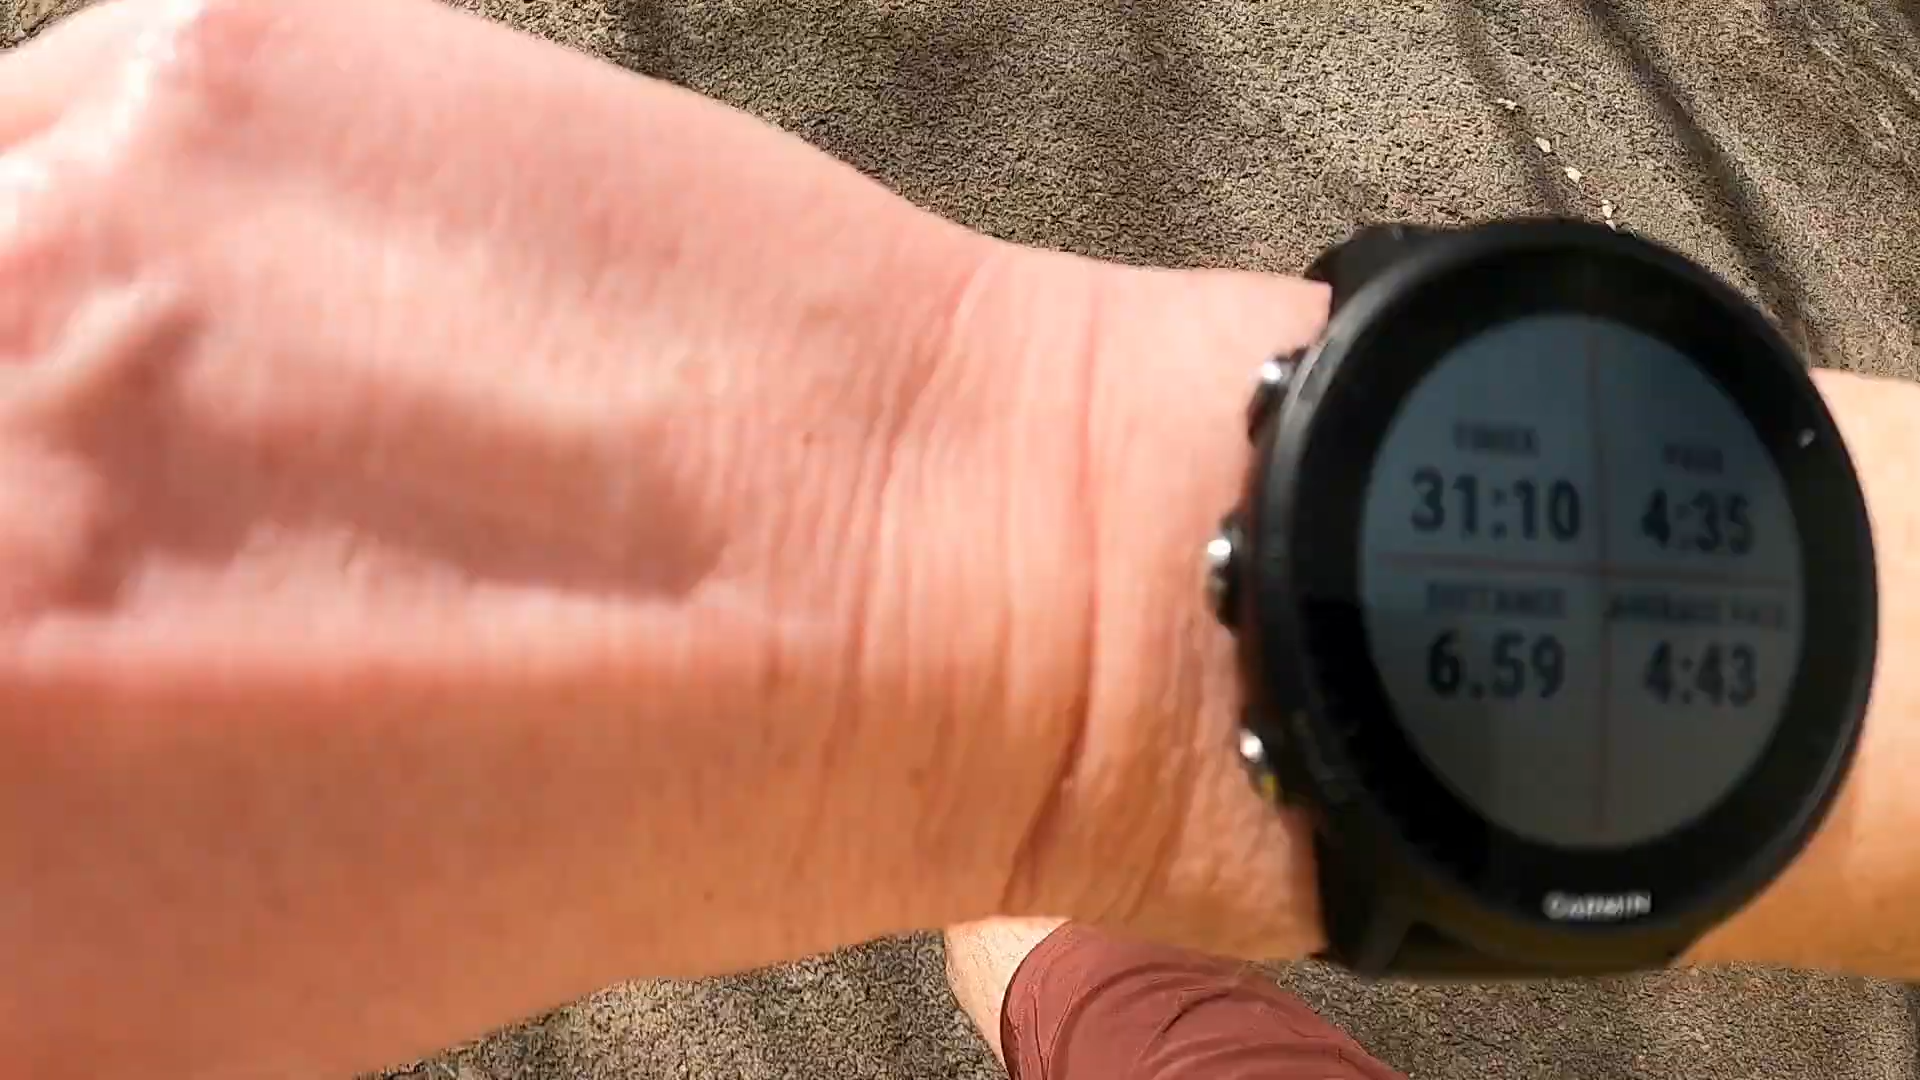 TIMER
PACE
31:10
4:35
DISTANCE
AVERAGE PACE
6.59
4:43
GARMIN